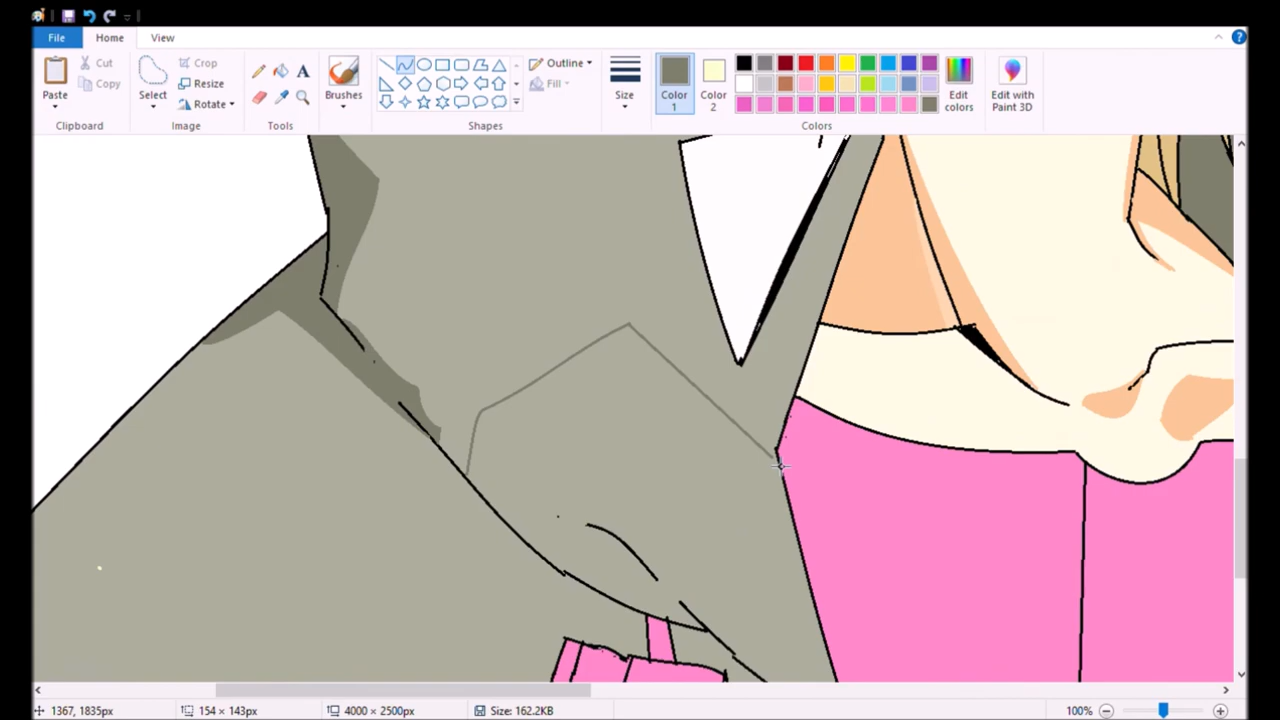 File Home View
Paste
Cut
Copy
Clipboard
Select
Crop
Resize
Rotate
Image
A
Tools
Brushes
Outline
Fill
Shapes
Size
Color 1
Color 2
Edit colors
Colors
Edit with Paint 3D
?
1367, 1835px 154 × 143px 4000 × 2500px Size: 162.2KB 100%